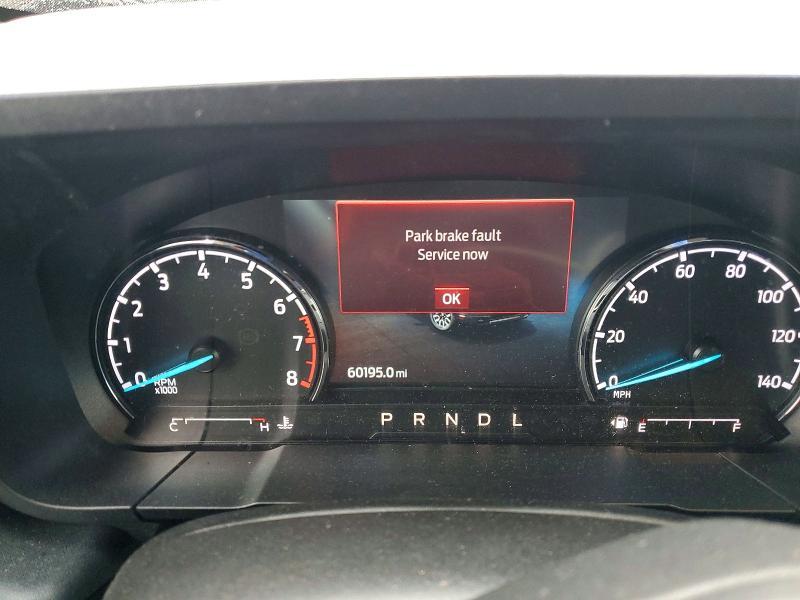 Park brake fault
Service now
OK
0 1 2 3 4 5 6 7 8
RPM
x1000
60195.0 mi
0 20 40 60 80 100 120 140
MPH
C H
P R N D L
E F